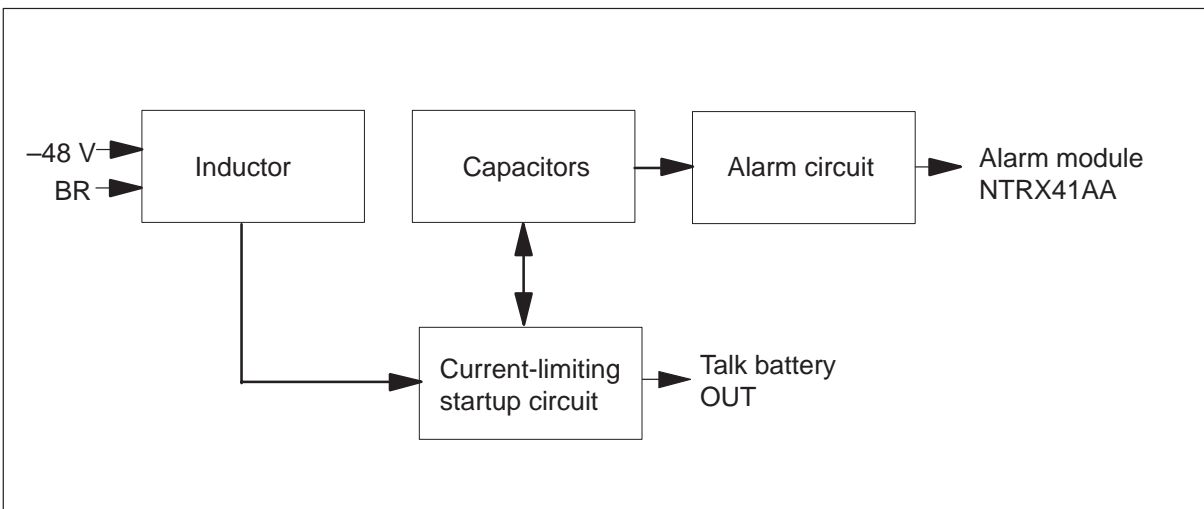 –48 V
BR
Inductor
Capacitors
Alarm circuit
Alarm module
NTRX41AA
Current-limiting
startup circuit
Talk battery
OUT